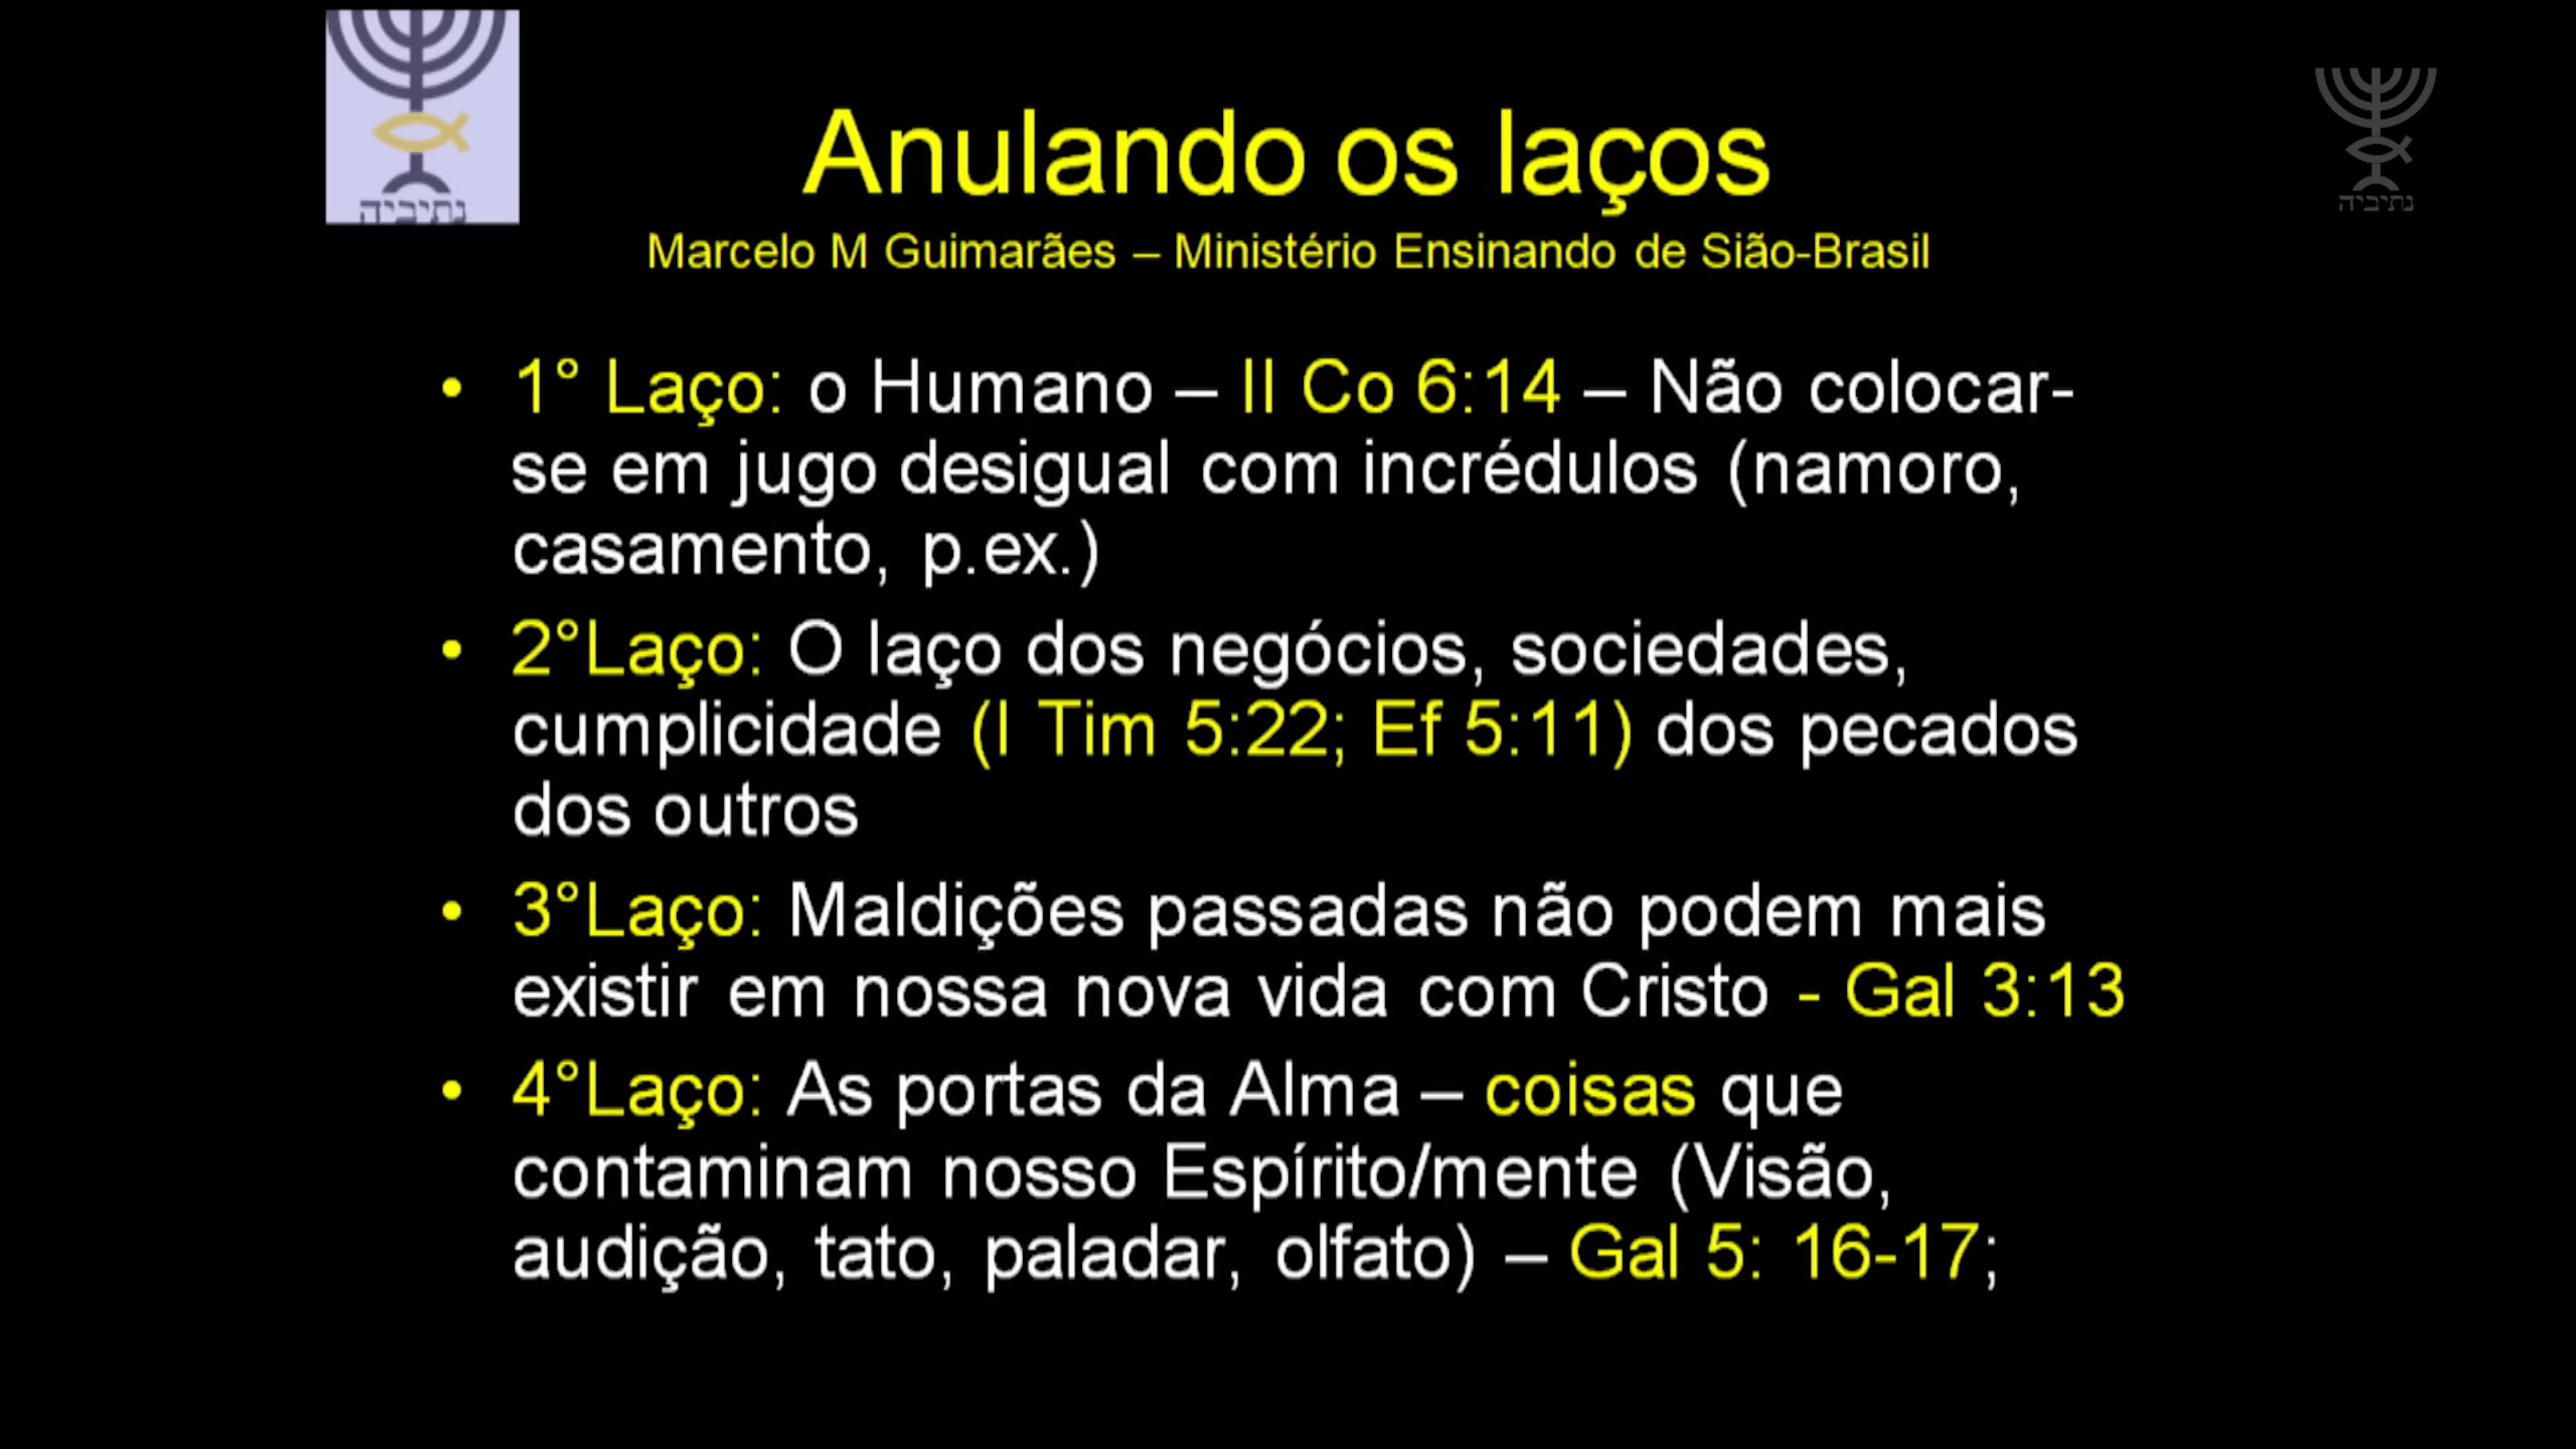 Anulando os laços
Marcelo M Guimarães – Ministério Ensinando de Sião-Brasil
• 1° Laço: o Humano – II Co 6:14 – Não colocar-
se em jugo desigual com incrédulos (namoro,
casamento, p.ex.)
• 2°Laço: O laço dos negócios, sociedades,
cumplicidade (I Tim 5:22; Ef 5:11) dos pecados
dos outros
• 3°Laço: Maldições passadas não podem mais
existir em nossa nova vida com Cristo - Gal 3:13
• 4°Laço: As portas da Alma – coisas que
contaminam nosso Espírito/mente (Visão,
audição, tato, paladar, olfato) – Gal 5: 16-17;
נתיביה
נתיביה